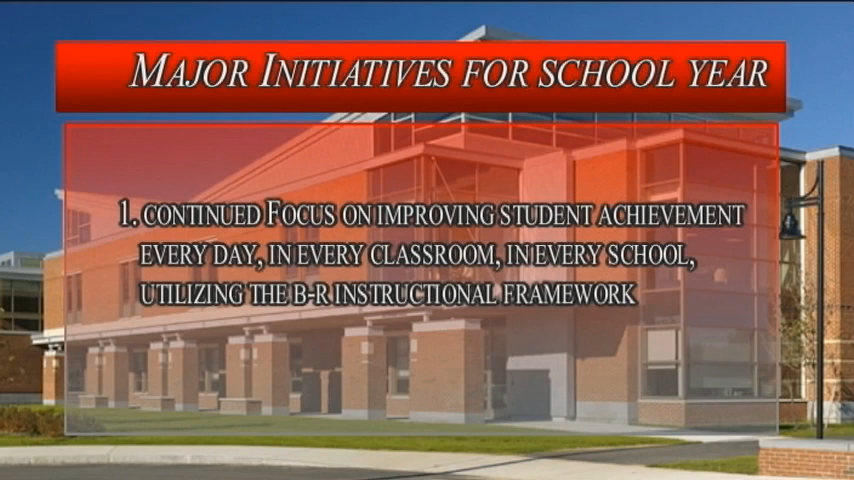 MAJOR INITIATIVES FOR SCHOOL YEAR
1. CONTINUED FOCUS ON IMPROVING STUDENT ACHIEVEMENT
EVERY DAY, IN EVERY CLASSROOM, IN EVERY SCHOOL,
UTILIZING THE B-R INSTRUCTIONAL FRAMEWORK